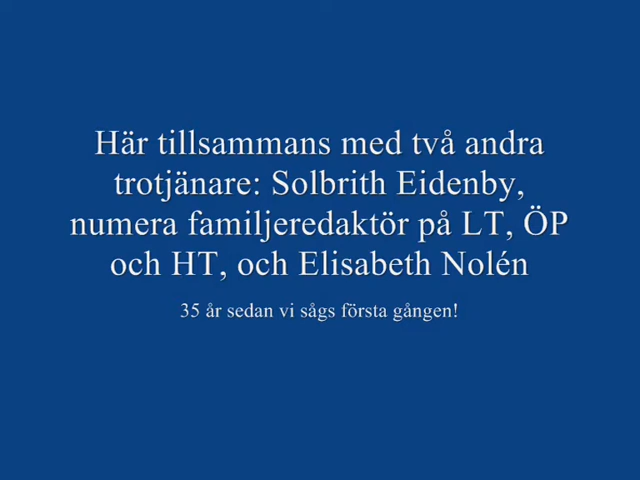 Här tillsammans med två andra
trotjänare: Solbrith Eidenby,
numera familjeredaktör på LT, ÖP
och HT, och Elisabeth Nolén
35 år sedan vi sågs första gången!